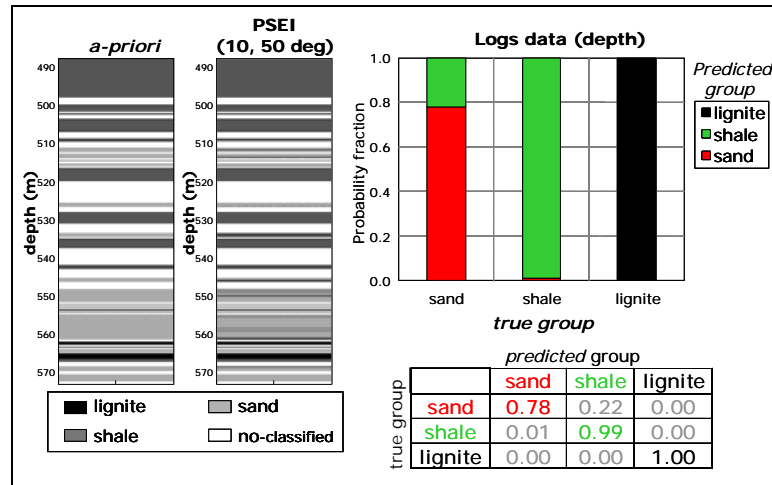 a-priori
PSEI
(10, 50 deg)
depth (m)
490
500
510
520
530
540
550
560
570
depth (m)
490
500
510
520
530
540
550
560
570
lignite
sand
shale
no-classified
Logs data (depth)
Probability fraction
1.0
0.8
0.6
0.4
0.2
0.0
sand
shale
lignite
true group
Predicted
group
lignite
shale
sand
predicted group
true group
sand shale lignite
sand 0.78 0.22 0.00
shale 0.01 0.99 0.00
lignite 0.00 0.00 1.00